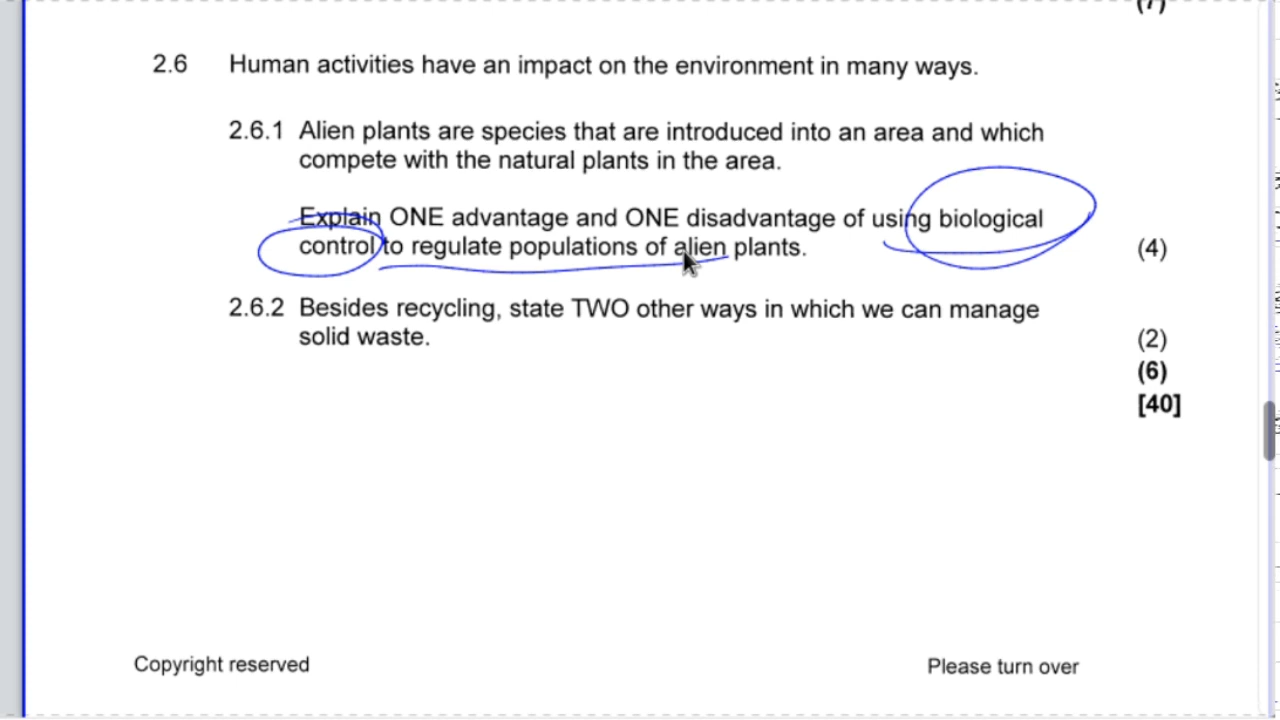 (7)
2.6 Human activities have an impact on the environment in many ways.
2.6.1 Alien plants are species that are introduced into an area and which
compete with the natural plants in the area.
Explain ONE advantage and ONE disadvantage of using biological
control to regulate populations of alien plants. (4)
2.6.2 Besides recycling, state TWO other ways in which we can manage
solid waste. (2)
(6)
[40]
Copyright reserved Please turn over